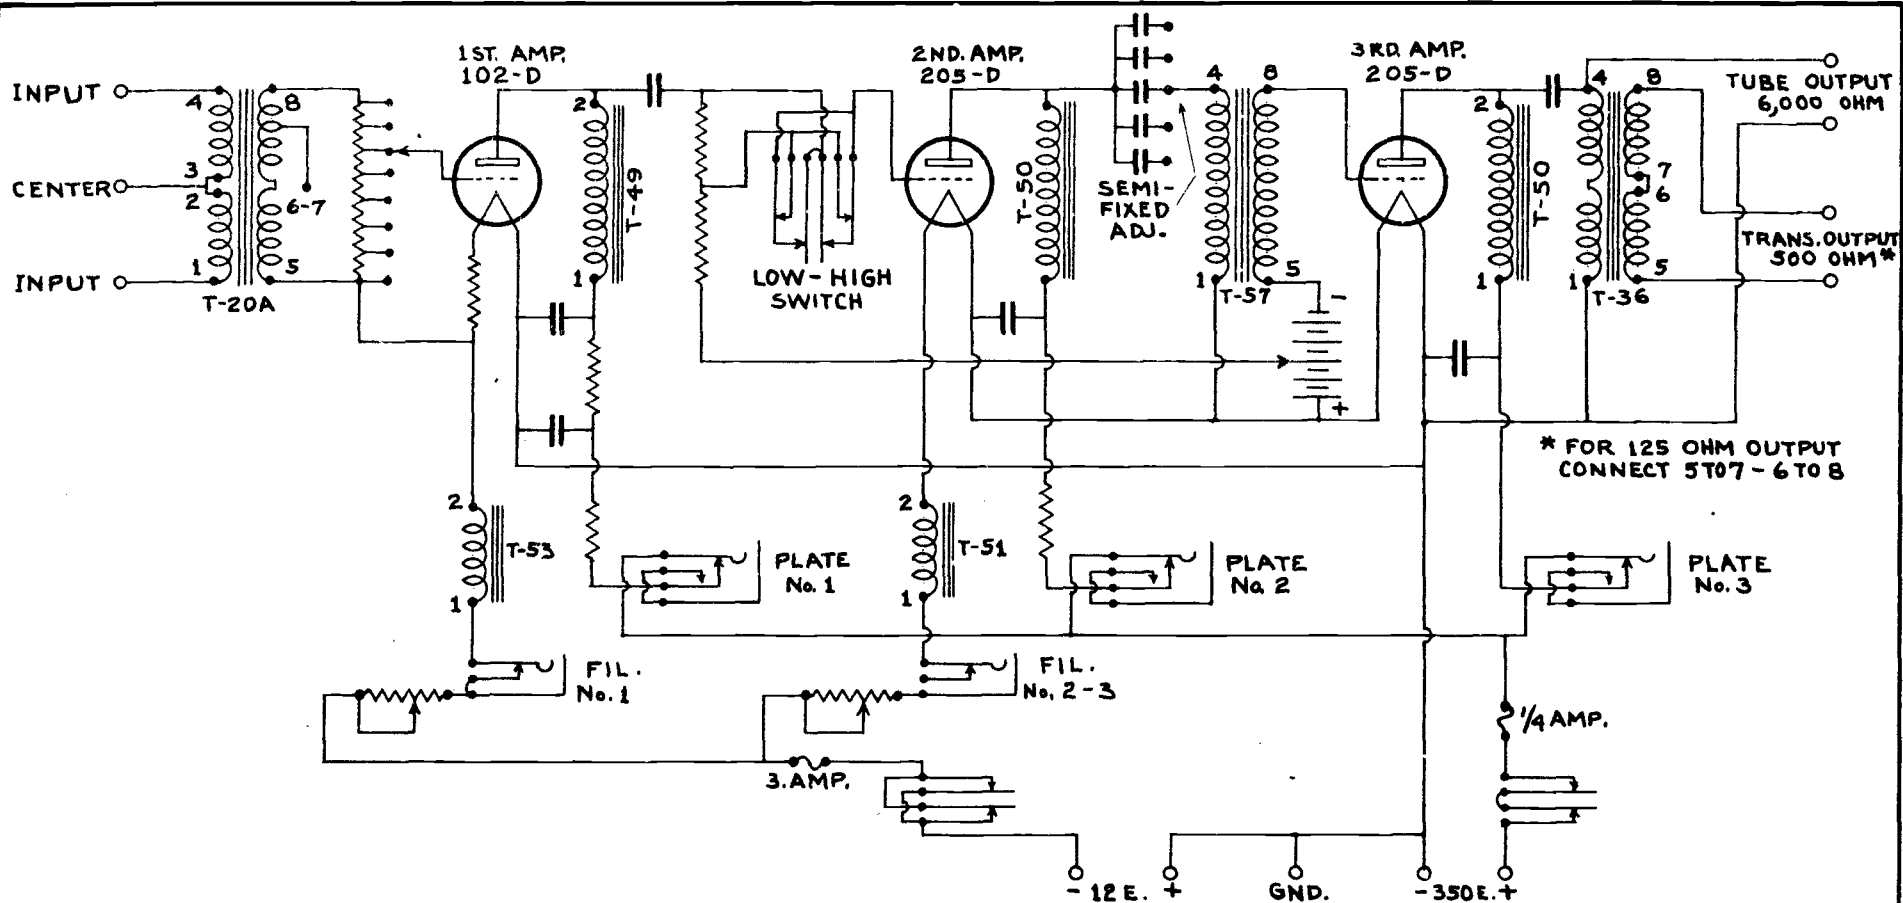 1ST. AMP.
102-D
2ND. AMP.
205-D
3RD. AMP.
205-D
INPUT
4
8
CENTER
3
2
6-7
INPUT
1
5
T-20A
2
T-49
1
LOW-HIGH
SWITCH
T-50
SEMI-
FIXED
ADJ.
4
8
1
5
T-57
-
+
2
T-50
1
4
8
7
6
1
5
T-36
TUBE OUTPUT
6,000 OHM
TRANS. OUTPUT
500 OHM*
* FOR 125 OHM OUTPUT
CONNECT 5 TO 7 - 6 TO 8
2
T-53
1
PLATE
No. 1
2
T-51
1
PLATE
No. 2
PLATE
No. 3
FIL.
No. 1
FIL.
No. 2-3
3. AMP.
1/4 AMP.
- 12 E. +
GND.
-350 E. +